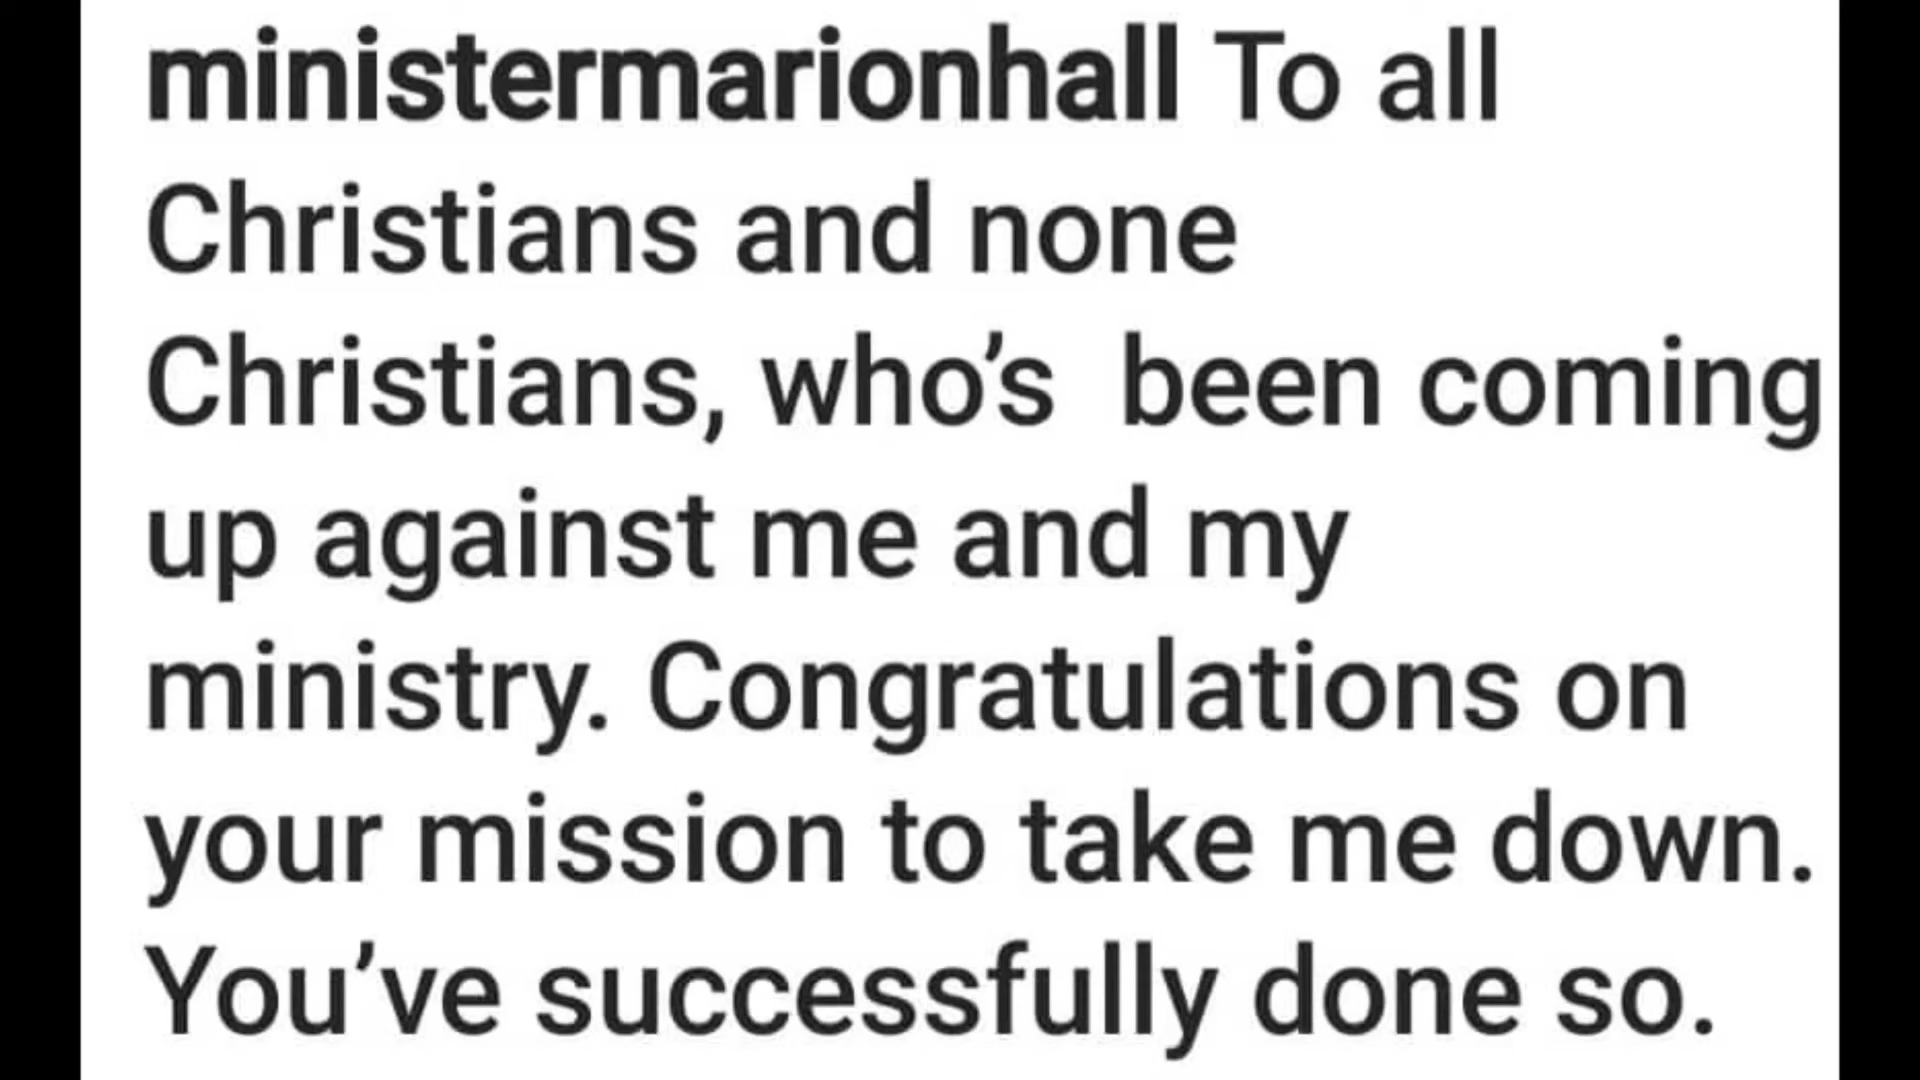 ministermarionhall To all
Christians and none
Christians, who’s  been coming
up against me and my
ministry. Congratulations on
your mission to take me down.
You’ve successfully done so.